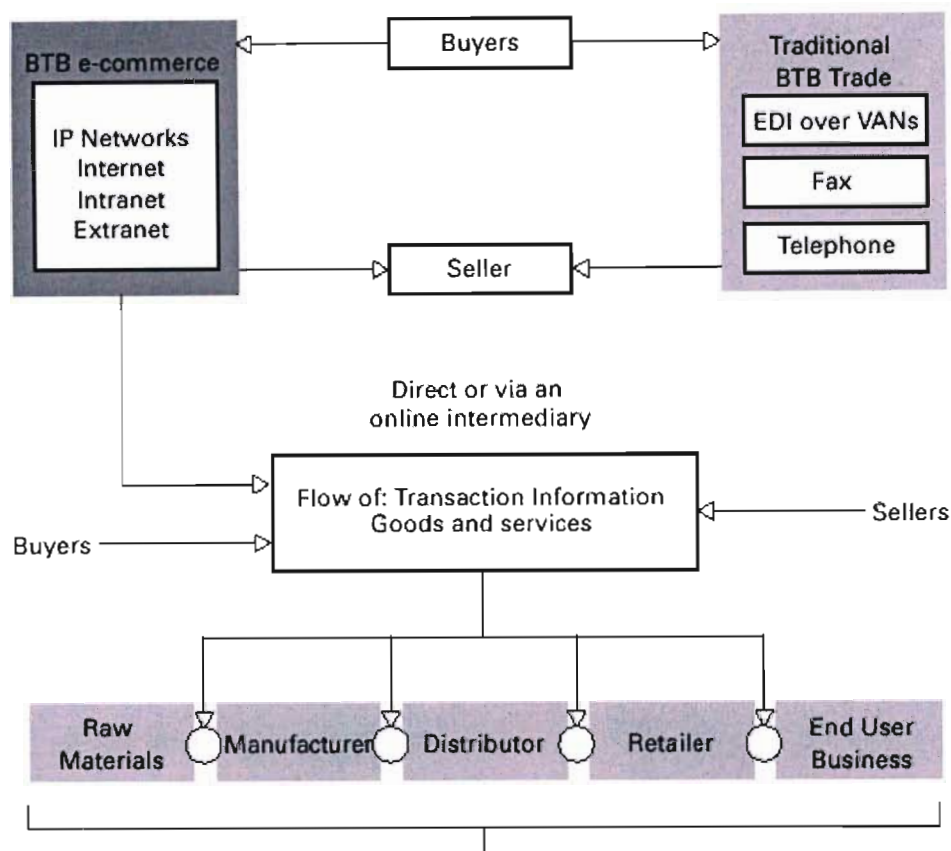 Buyers
BTB e-commerce
IP Networks
Internet
Intranet
Extranet
Traditional
BTB Trade
EDI over VANs
Fax
Telephone
Seller
Direct or via an
online intermediary
Flow of: Transaction Information
Goods and services
Buyers
Sellers
Raw
Materials
Manufacturer
Distributor
Retailer
End User
Business